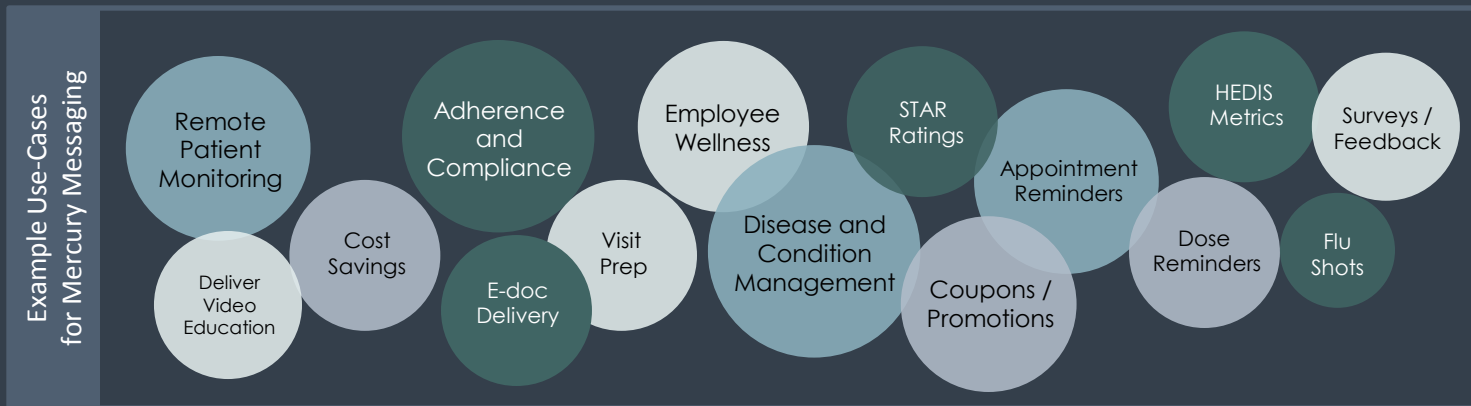 Example Use-Cases
for Mercury Messaging
Remote
Patient
Monitoring
Deliver
Video
Education
Cost
Savings
Adherence
and
Compliance
E-doc
Delivery
Visit
Prep
Employee
Wellness
Disease and
Condition
Management
STAR
Ratings
Coupons /
Promotions
Appointment
Reminders
HEDIS
Metrics
Dose
Reminders
Surveys /
Feedback
Flu
Shots